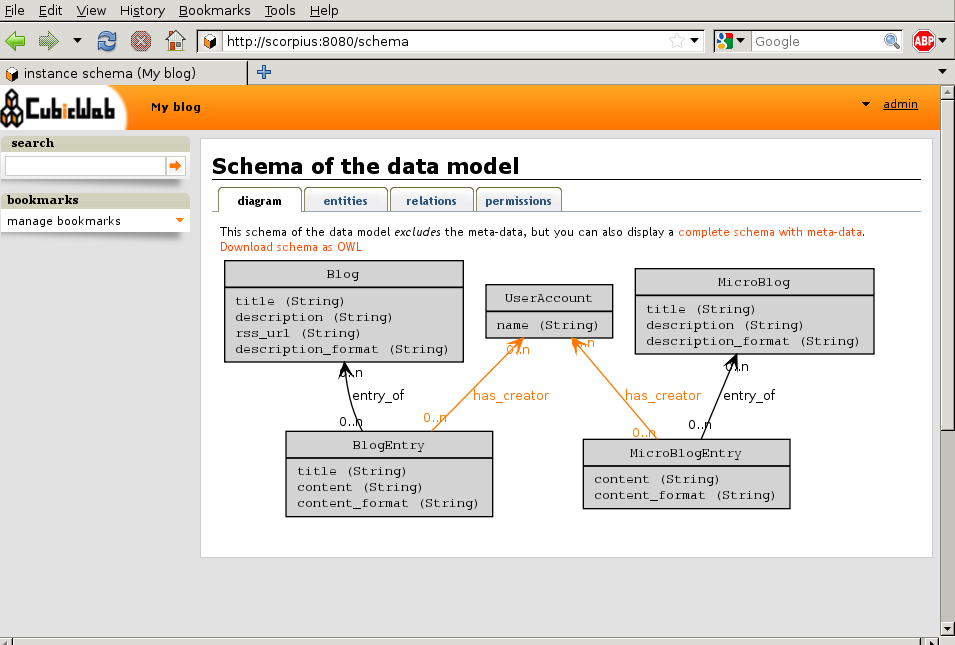 File Edit View History Bookmarks Tools Help
http://scorpius:8080/schema
Google
ABP
instance schema (My blog)
CubicWeb
My blog
admin
search
bookmarks
manage bookmarks
Schema of the data model
diagram entities relations permissions
This schema of the data model excludes the meta-data, but you can also display a complete schema with meta-data.
Download schema as OWL
Blog
title (String)
description (String)
rss_url (String)
description_format (String)
UserAccount
name (String)
MicroBlog
title (String)
description (String)
description_format (String)
0..n
0..n
0..n
0..n
entry_of
has_creator
has_creator
entry_of
0..n
0..n
0..n
0..n
BlogEntry
title (String)
content (String)
content_format (String)
MicroBlogEntry
content (String)
content_format (String)